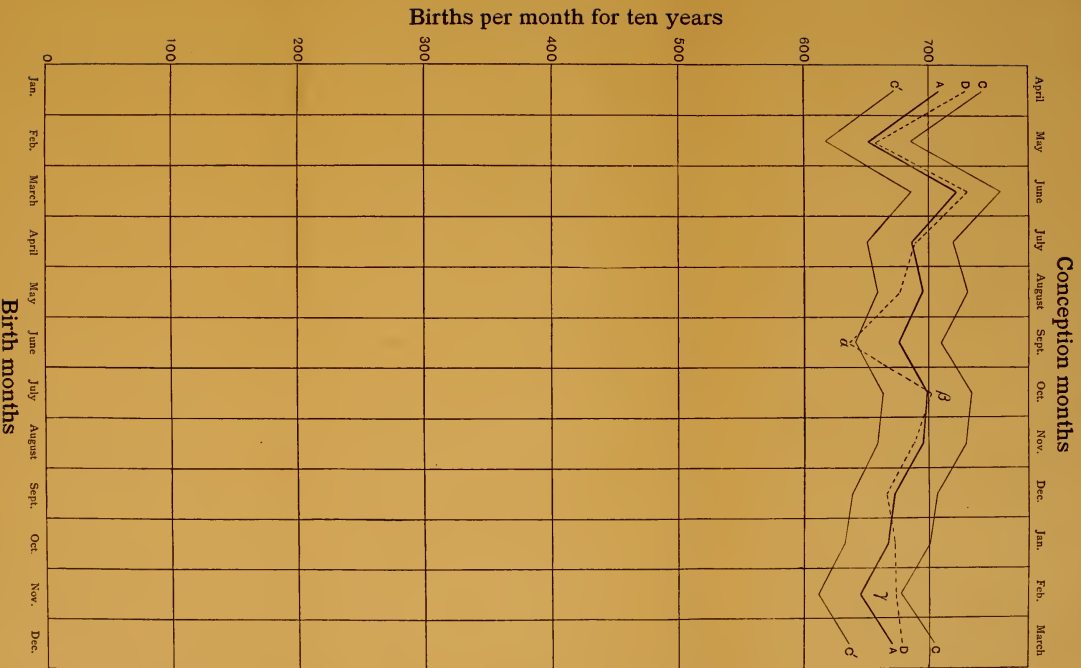 Births per month for ten years
0
100
200
300
400
500
600
700
Conception months
April
May
June
July
August
Sept.
Oct.
Nov.
Dec.
Jan.
Feb.
March
C'
A
D
C
α
β
γ
C'
A
D
C
Jan.
Feb.
March
April
May
June
July
August
Sept.
Oct.
Nov.
Dec.
Birth months